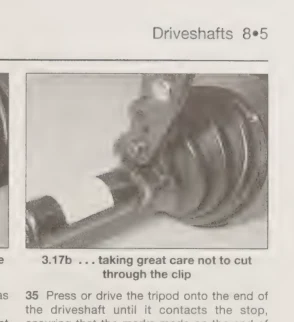 Driveshafts 8•5
e
3.17b ... taking great care not to cut
through the clip
as
35 Press or drive the tripod onto the end of
the driveshaft until it contacts the stop,